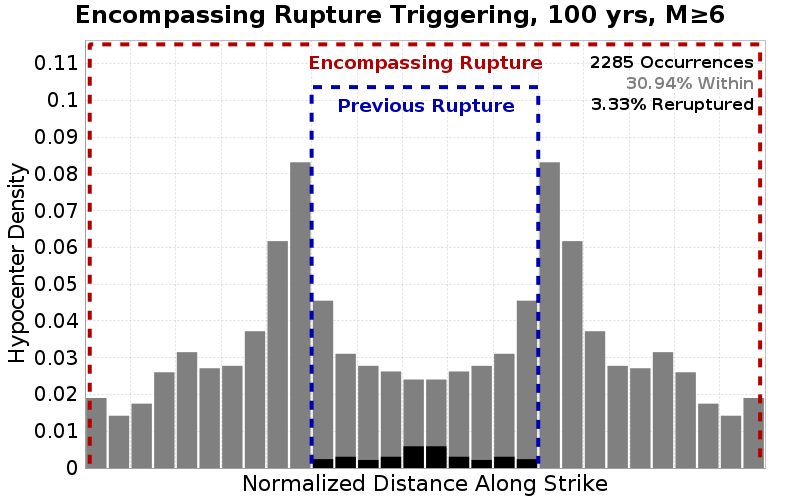 Encompassing Rupture Triggering, 100 yrs, M≥6
Encompassing Rupture
2285 Occurrences
30.94% Within
3.33% Reruptured
Previous Rupture
Hypocenter Density
0.11
0.1
0.09
0.08
0.07
0.06
0.05
0.04
0.03
0.02
0.01
0
Normalized Distance Along Strike